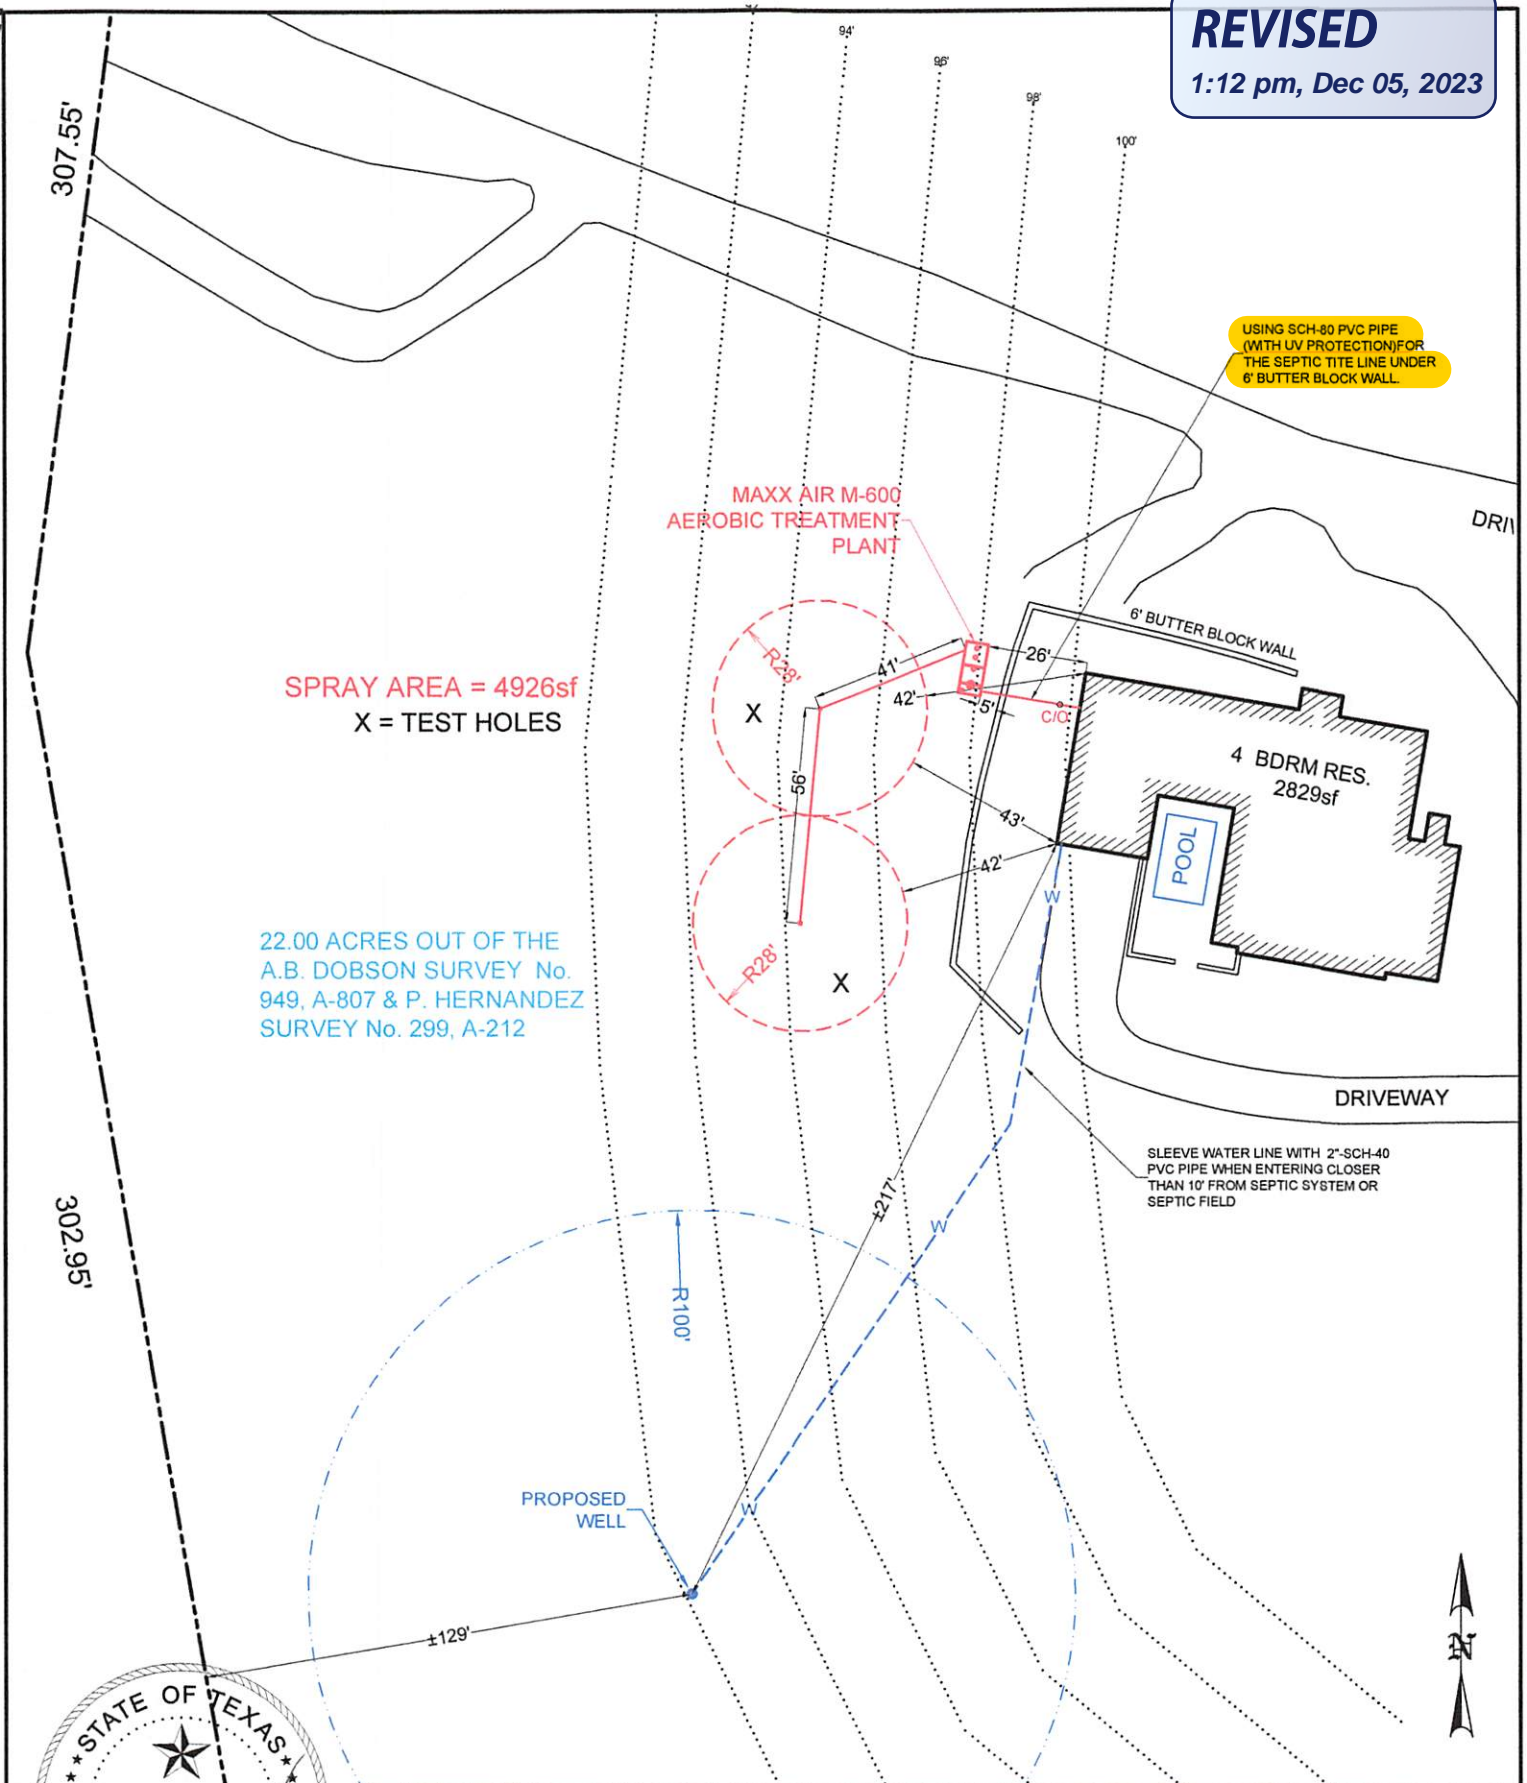 REVISED
1:12 pm, Dec 05, 2023
94'
96'
98'
100'
307.55'
USING SCH-80 PVC PIPE
(WITH UV PROTECTION)FOR
THE SEPTIC TITE LINE UNDER
6' BUTTER BLOCK WALL.
MAXX AIR M-600
AEROBIC TREATMENT
PLANT
6' BUTTER BLOCK WALL
R28'
41'
26'
42'
5'
C/O
SPRAY AREA = 4926sf
X = TEST HOLES
X
56'
4 BDRM RES.
2829sf
43'
42'
POOL
W
22.00 ACRES OUT OF THE
A.B. DOBSON SURVEY No.
949, A-807 & P. HERNANDEZ
SURVEY No. 299, A-212
R28'
X
DRIVEWAY
SLEEVE WATER LINE WITH 2"-SCH-40
PVC PIPE WHEN ENTERING CLOSER
THAN 10' FROM SEPTIC SYSTEM OR
SEPTIC FIELD
302.95'
±217'
W
R100'
PROPOSED
WELL
W
±129'
N
STATE OF TEXAS